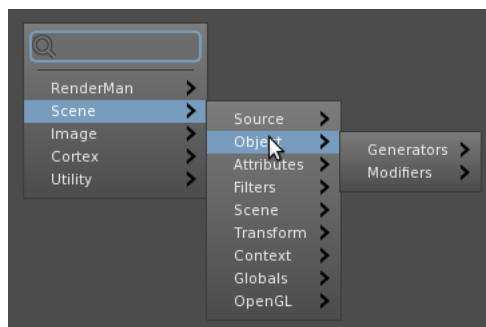 RenderMan
Scene
Image
Cortex
Utility
Source
Object
Attributes
Filters
Scene
Transform
Context
Globals
OpenGL
Generators
Modifiers